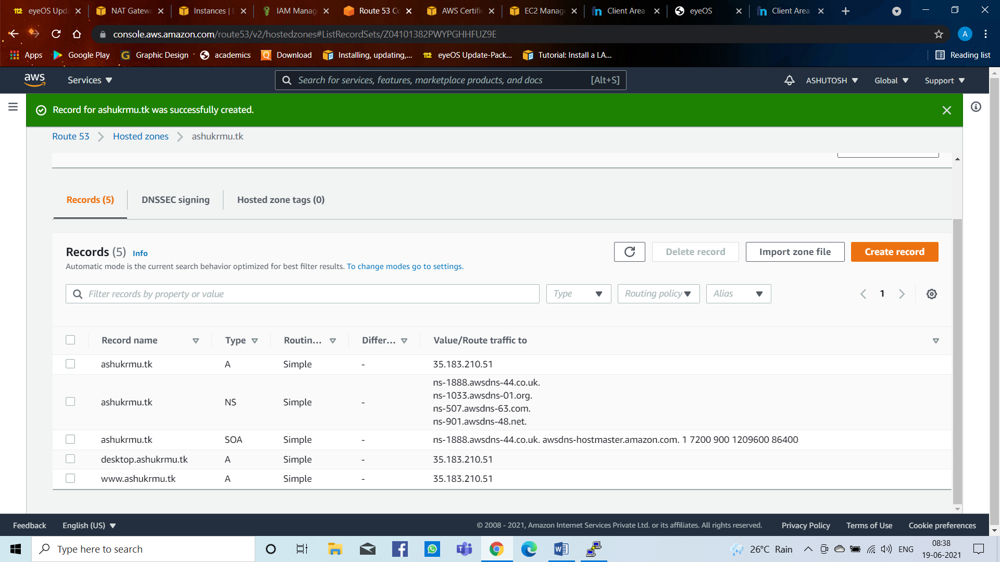 eyeOS Upda
NAT Gatewa
Instances | E
IAM Manag
Route 53 Co
AWS Certific
EC2 Manage
Client Area
eyeOS
Client Area
console.aws.amazon.com/route53/v2/hostedzones#ListRecordSets/Z04101382PWYPGHHFUZ9E
A
Apps
Google Play
Graphic Design
academics
Download
Installing, updating,...
eyeOS Update-Pack...
Tutorial: Install a LA...
Reading list
aws
Services
Search for services, features, marketplace products, and docs [Alt+S]
ASHUTOSH
Global
Support
Record for ashukrmu.tk was successfully created.
Route 53 > Hosted zones > ashukrmu.tk
Records (5)
DNSSEC signing
Hosted zone tags (0)
Records (5) Info
Delete record
Import zone file
Create record
Automatic mode is the current search behavior optimized for best filter results. To change modes go to settings.
Filter records by property or value
Type
Routing policy
Alias
1
Record name Type Routin... Differ... Value/Route traffic to
ashukrmu.tk A Simple - 35.183.210.51
ashukrmu.tk NS Simple - ns-1888.awsdns-44.co.uk.
ns-1033.awsdns-01.org.
ns-507.awsdns-63.com.
ns-901.awsdns-48.net.
ashukrmu.tk SOA Simple - ns-1888.awsdns-44.co.uk. awsdns-hostmaster.amazon.com. 1 7200 900 1209600 86400
desktop.ashukrmu.tk A Simple - 35.183.210.51
www.ashukrmu.tk A Simple - 35.183.210.51
Feedback
English (US)
© 2008 - 2021, Amazon Internet Services Private Ltd. or its affiliates. All rights reserved.
Privacy Policy
Terms of Use
Cookie preferences
Type here to search
26°C Rain
ENG
08:38
19-06-2021